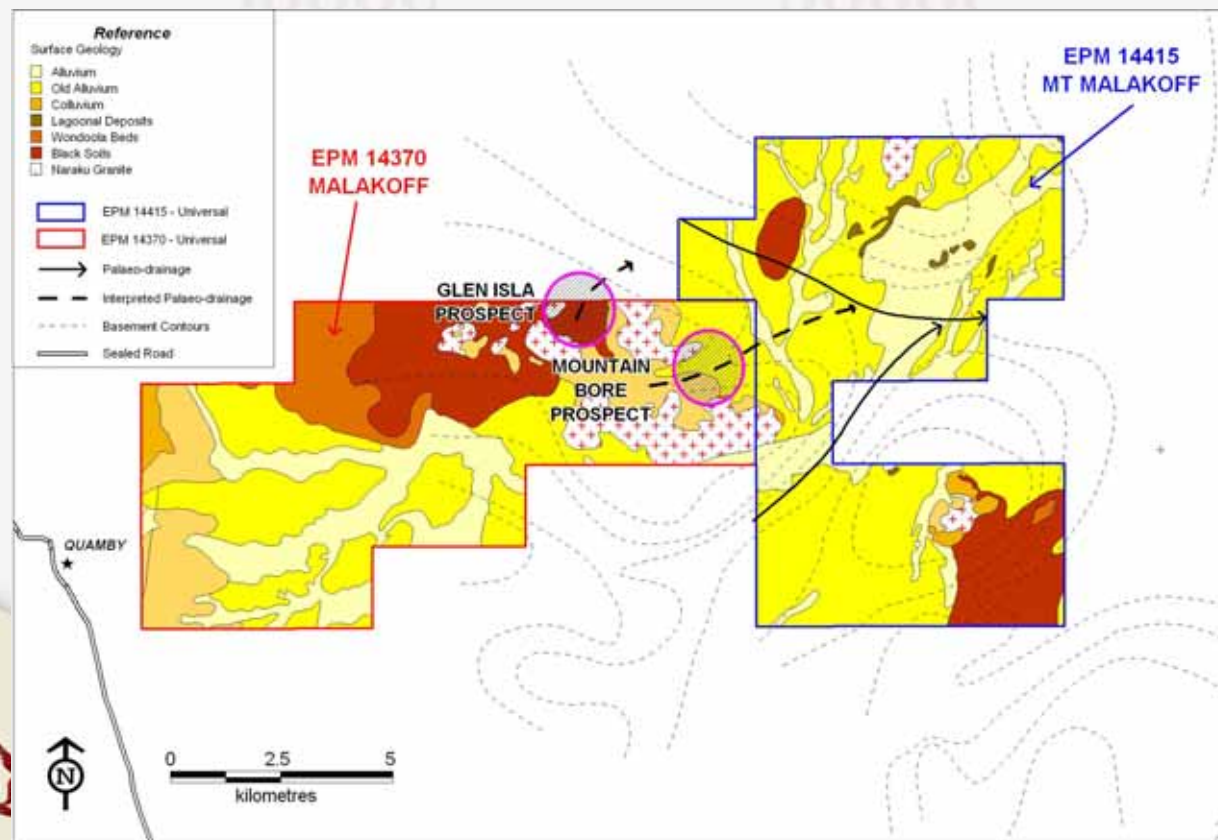 Reference
Surface Geology
Alluvium
Old Alluvium
Colluvium
Lagoonal Deposits
Wondoola Beds
Black Soils
Naraku Granite
EPM 14415 - Universal
EPM 14370 - Universal
Palaeo-drainage
Interpreted Palaeo-drainage
Basement Contours
Sealed Road
EPM 14415
MT MALAKOFF
EPM 14370
MALAKOFF
GLEN ISLA
PROSPECT
MOUNTAIN
BORE
PROSPECT
QUAMBY
N
0 2.5 5
kilometres